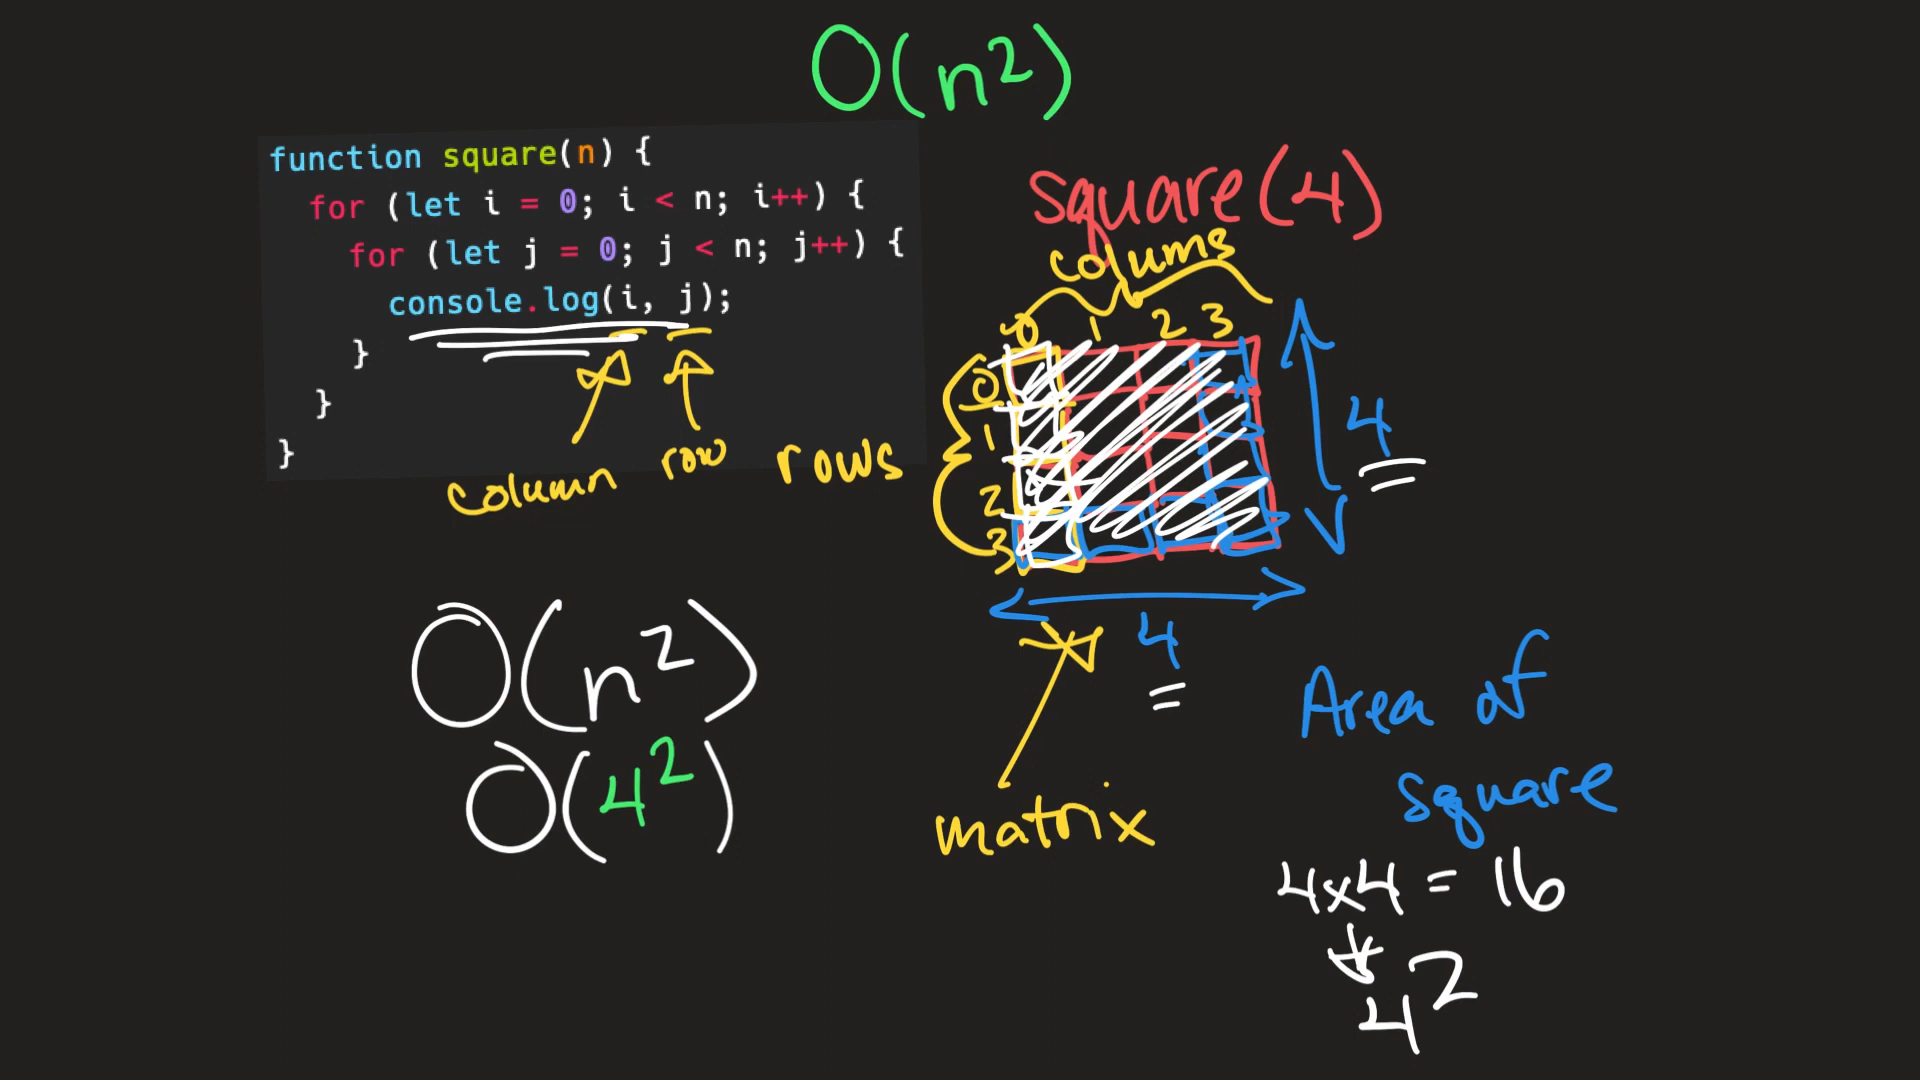 O(n²)
function square(n) {
for (let i = 0; i < n; i++) {
for (let j = 0; j < n; j++) {
console.log(i, j);
}
}
}
column
row
rows
square(4)
colums
0 1 2 3
0
1
2
3
4
4
matrix
O(n²)
O(4²)
Area of
square
4x4 = 16
4²